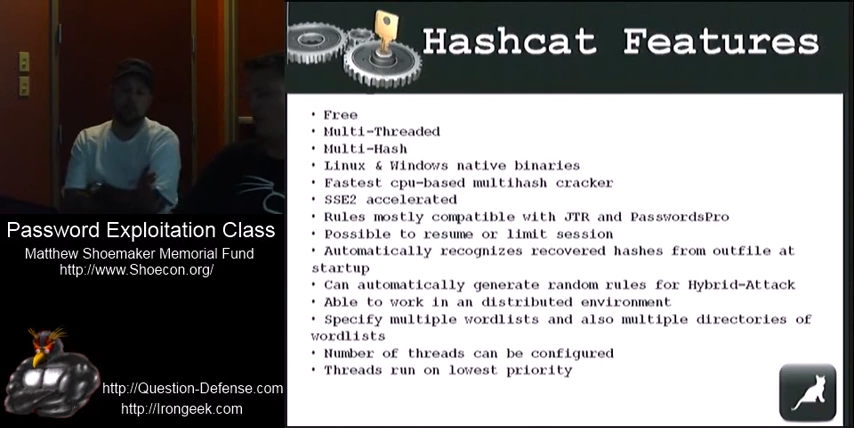 Hashcat Features
· Free
· Multi-Threaded
· Multi-Hash
· Linux & Windows native binaries
· Fastest cpu-based multihash cracker
· SSE2 accelerated
· Rules mostly compatible with JTR and PasswordsPro
· Possible to resume or limit session
· Automatically recognizes recovered hashes from outfile at
startup
· Can automatically generate random rules for Hybrid-Attack
· Able to work in an distributed environment
· Specify multiple wordlists and also multiple directories of
wordlists
· Number of threads can be configured
· Threads run on lowest priority
Password Exploitation Class
Matthew Shoemaker Memorial Fund
http://www.Shoecon.org/
http://Question-Defense.com
http://Irongeek.com